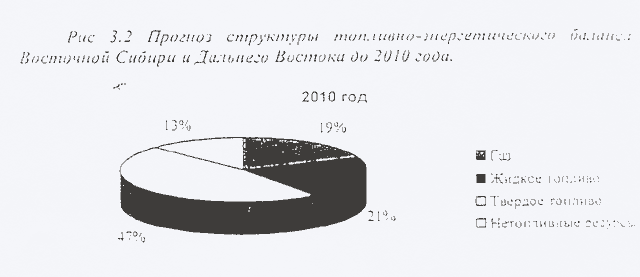 Рис 3.2 Прогноз структуры топливно-энергетического баланса
Восточной Сибири и Дальнего Востока до 2010 года.
2010 год
13%
19%
21%
47%
Газ
Жидкое топливо
Твердое топливо
Нетопливные ресурсы